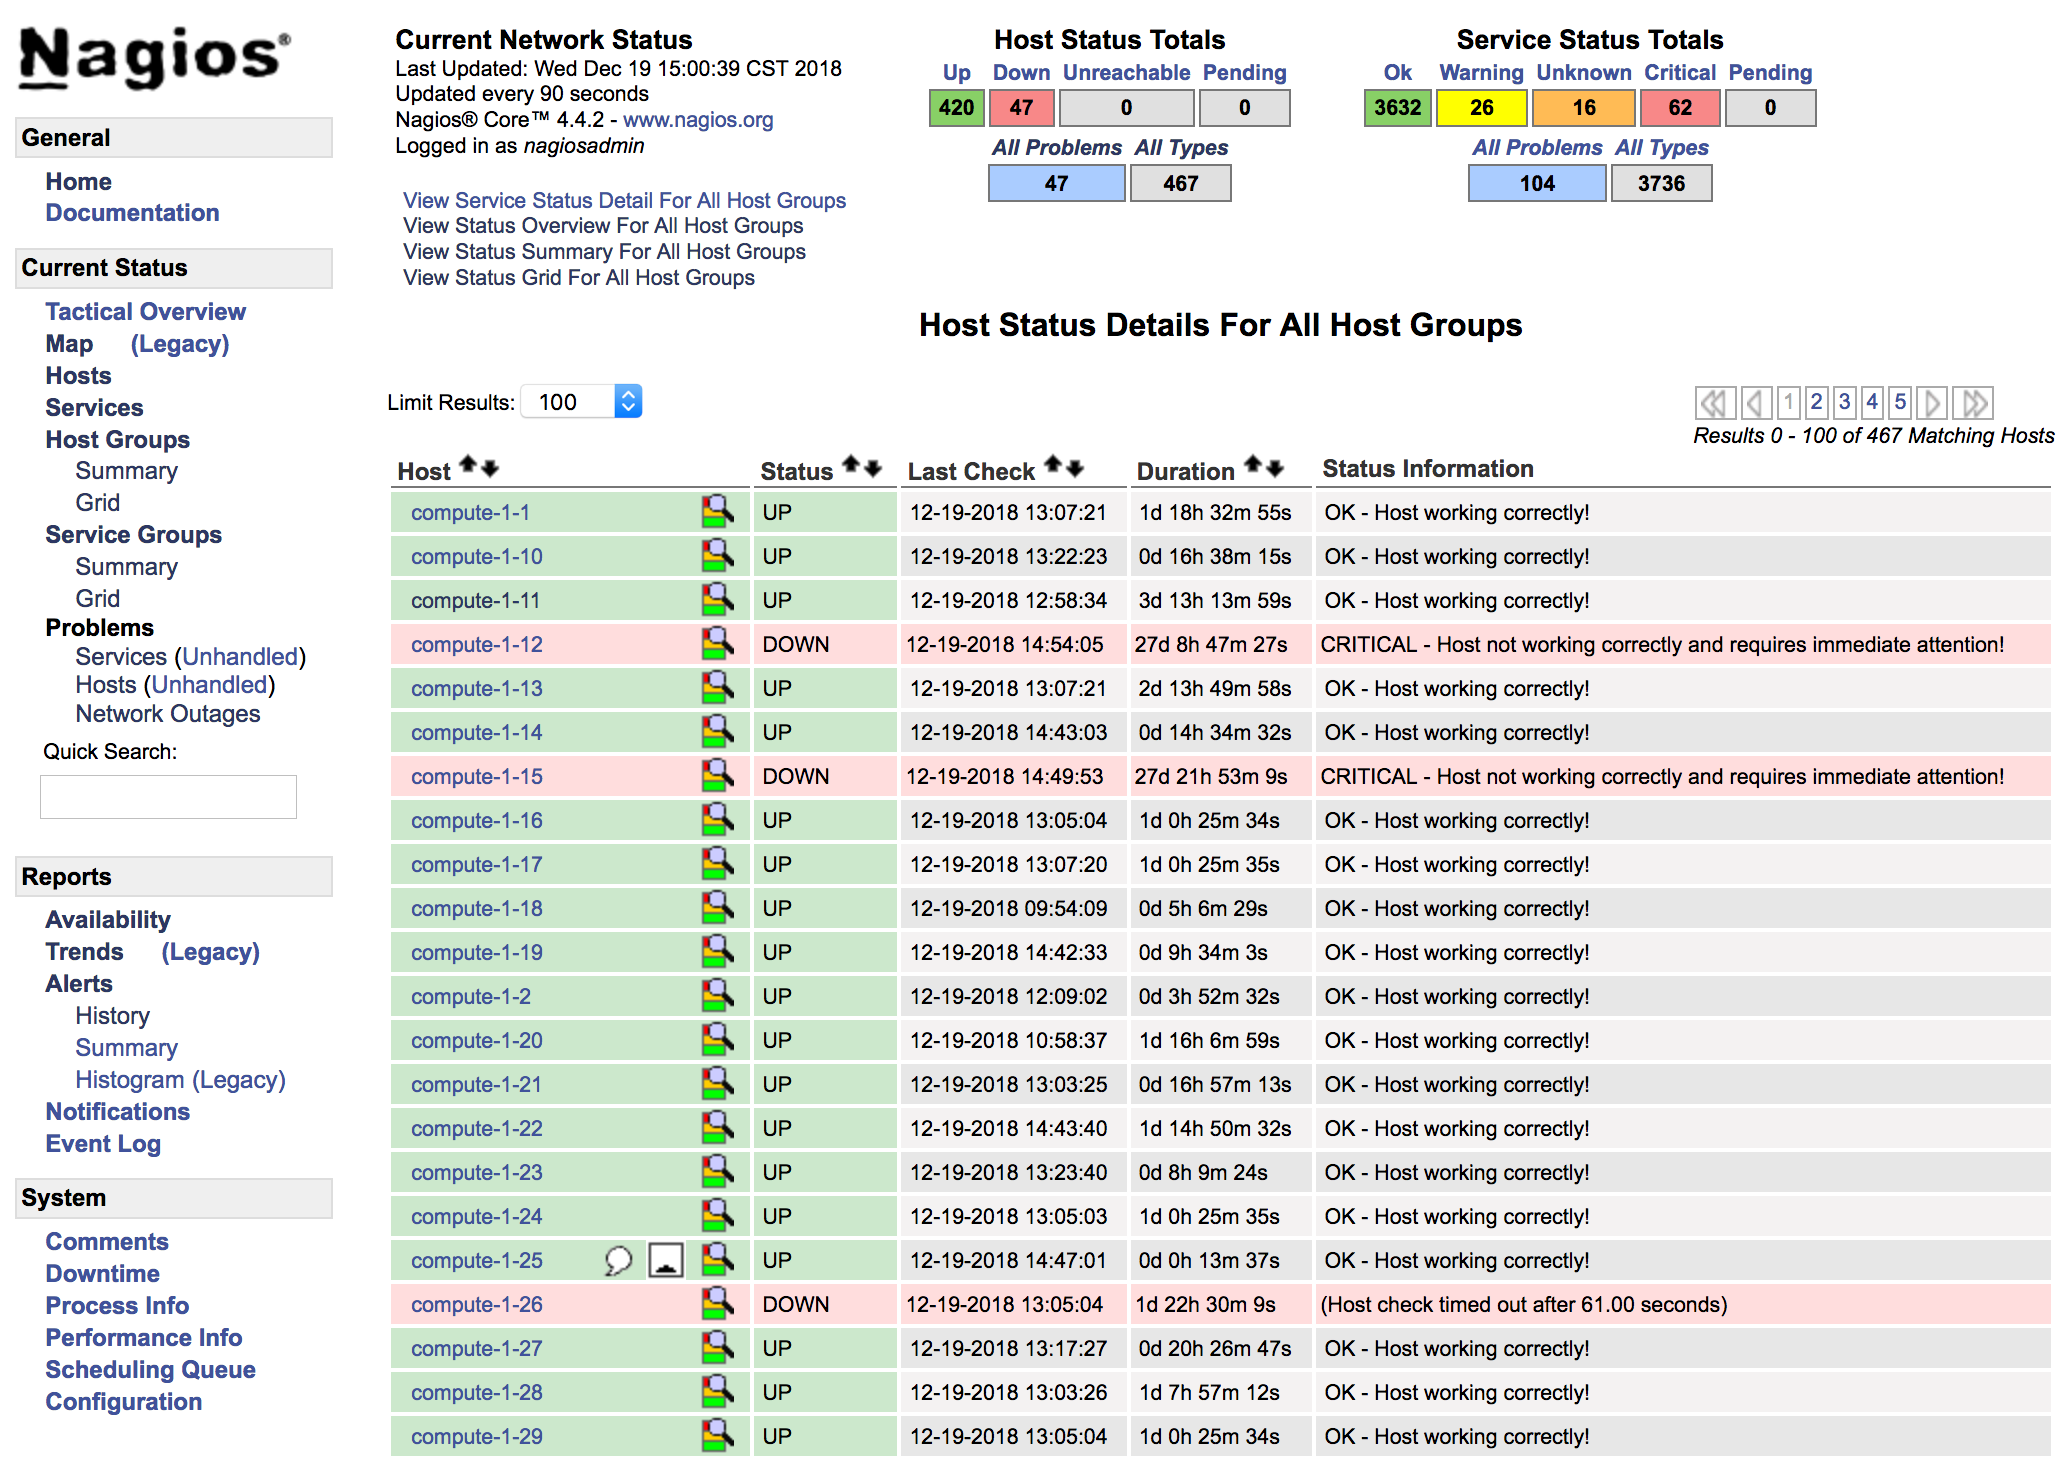 Nagios®
General
Home
Documentation
Current Status
Tactical Overview
Map (Legacy)
Hosts
Services
Host Groups
Summary
Grid
Service Groups
Summary
Grid
Problems
Services (Unhandled)
Hosts (Unhandled)
Network Outages
Quick Search:
Reports
Availability
Trends (Legacy)
Alerts
History
Summary
Histogram (Legacy)
Notifications
Event Log
System
Comments
Downtime
Process Info
Performance Info
Scheduling Queue
Configuration
Current Network Status
Last Updated: Wed Dec 19 15:00:39 CST 2018
Updated every 90 seconds
Nagios® Core™ 4.4.2 - www.nagios.org
Logged in as nagiosadmin
View Service Status Detail For All Host Groups
View Status Overview For All Host Groups
View Status Summary For All Host Groups
View Status Grid For All Host Groups
Host Status Totals
Up Down Unreachable Pending
420 47 0 0
All Problems All Types
47 467
Service Status Totals
Ok Warning Unknown Critical Pending
3632 26 16 62 0
All Problems All Types
104 3736
Host Status Details For All Host Groups
Limit Results: 100
1 2 3 4 5
Results 0 - 100 of 467 Matching Hosts
Host Status Last Check Duration Status Information
compute-1-1 UP 12-19-2018 13:07:21 1d 18h 32m 55s OK - Host working correctly!
compute-1-10 UP 12-19-2018 13:22:23 0d 16h 38m 15s OK - Host working correctly!
compute-1-11 UP 12-19-2018 12:58:34 3d 13h 13m 59s OK - Host working correctly!
compute-1-12 DOWN 12-19-2018 14:54:05 27d 8h 47m 27s CRITICAL - Host not working correctly and requires immediate attention!
compute-1-13 UP 12-19-2018 13:07:21 2d 13h 49m 58s OK - Host working correctly!
compute-1-14 UP 12-19-2018 14:43:03 0d 14h 34m 32s OK - Host working correctly!
compute-1-15 DOWN 12-19-2018 14:49:53 27d 21h 53m 9s CRITICAL - Host not working correctly and requires immediate attention!
compute-1-16 UP 12-19-2018 13:05:04 1d 0h 25m 34s OK - Host working correctly!
compute-1-17 UP 12-19-2018 13:07:20 1d 0h 25m 35s OK - Host working correctly!
compute-1-18 UP 12-19-2018 09:54:09 0d 5h 6m 29s OK - Host working correctly!
compute-1-19 UP 12-19-2018 14:42:33 0d 9h 34m 3s OK - Host working correctly!
compute-1-2 UP 12-19-2018 12:09:02 0d 3h 52m 32s OK - Host working correctly!
compute-1-20 UP 12-19-2018 10:58:37 1d 16h 6m 59s OK - Host working correctly!
compute-1-21 UP 12-19-2018 13:03:25 0d 16h 57m 13s OK - Host working correctly!
compute-1-22 UP 12-19-2018 14:43:40 1d 14h 50m 32s OK - Host working correctly!
compute-1-23 UP 12-19-2018 13:23:40 0d 8h 9m 24s OK - Host working correctly!
compute-1-24 UP 12-19-2018 13:05:03 1d 0h 25m 35s OK - Host working correctly!
compute-1-25 UP 12-19-2018 14:47:01 0d 0h 13m 37s OK - Host working correctly!
compute-1-26 DOWN 12-19-2018 13:05:04 1d 22h 30m 9s (Host check timed out after 61.00 seconds)
compute-1-27 UP 12-19-2018 13:17:27 0d 20h 26m 47s OK - Host working correctly!
compute-1-28 UP 12-19-2018 13:03:26 1d 7h 57m 12s OK - Host working correctly!
compute-1-29 UP 12-19-2018 13:05:04 1d 0h 25m 34s OK - Host working correctly!